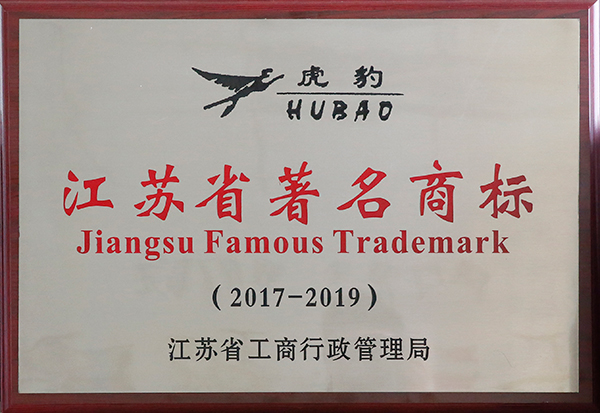 虎豹
HUBAO
江苏省著名商标
Jiangsu Famous Trademark
(2017-2019)
江苏省工商行政管理局